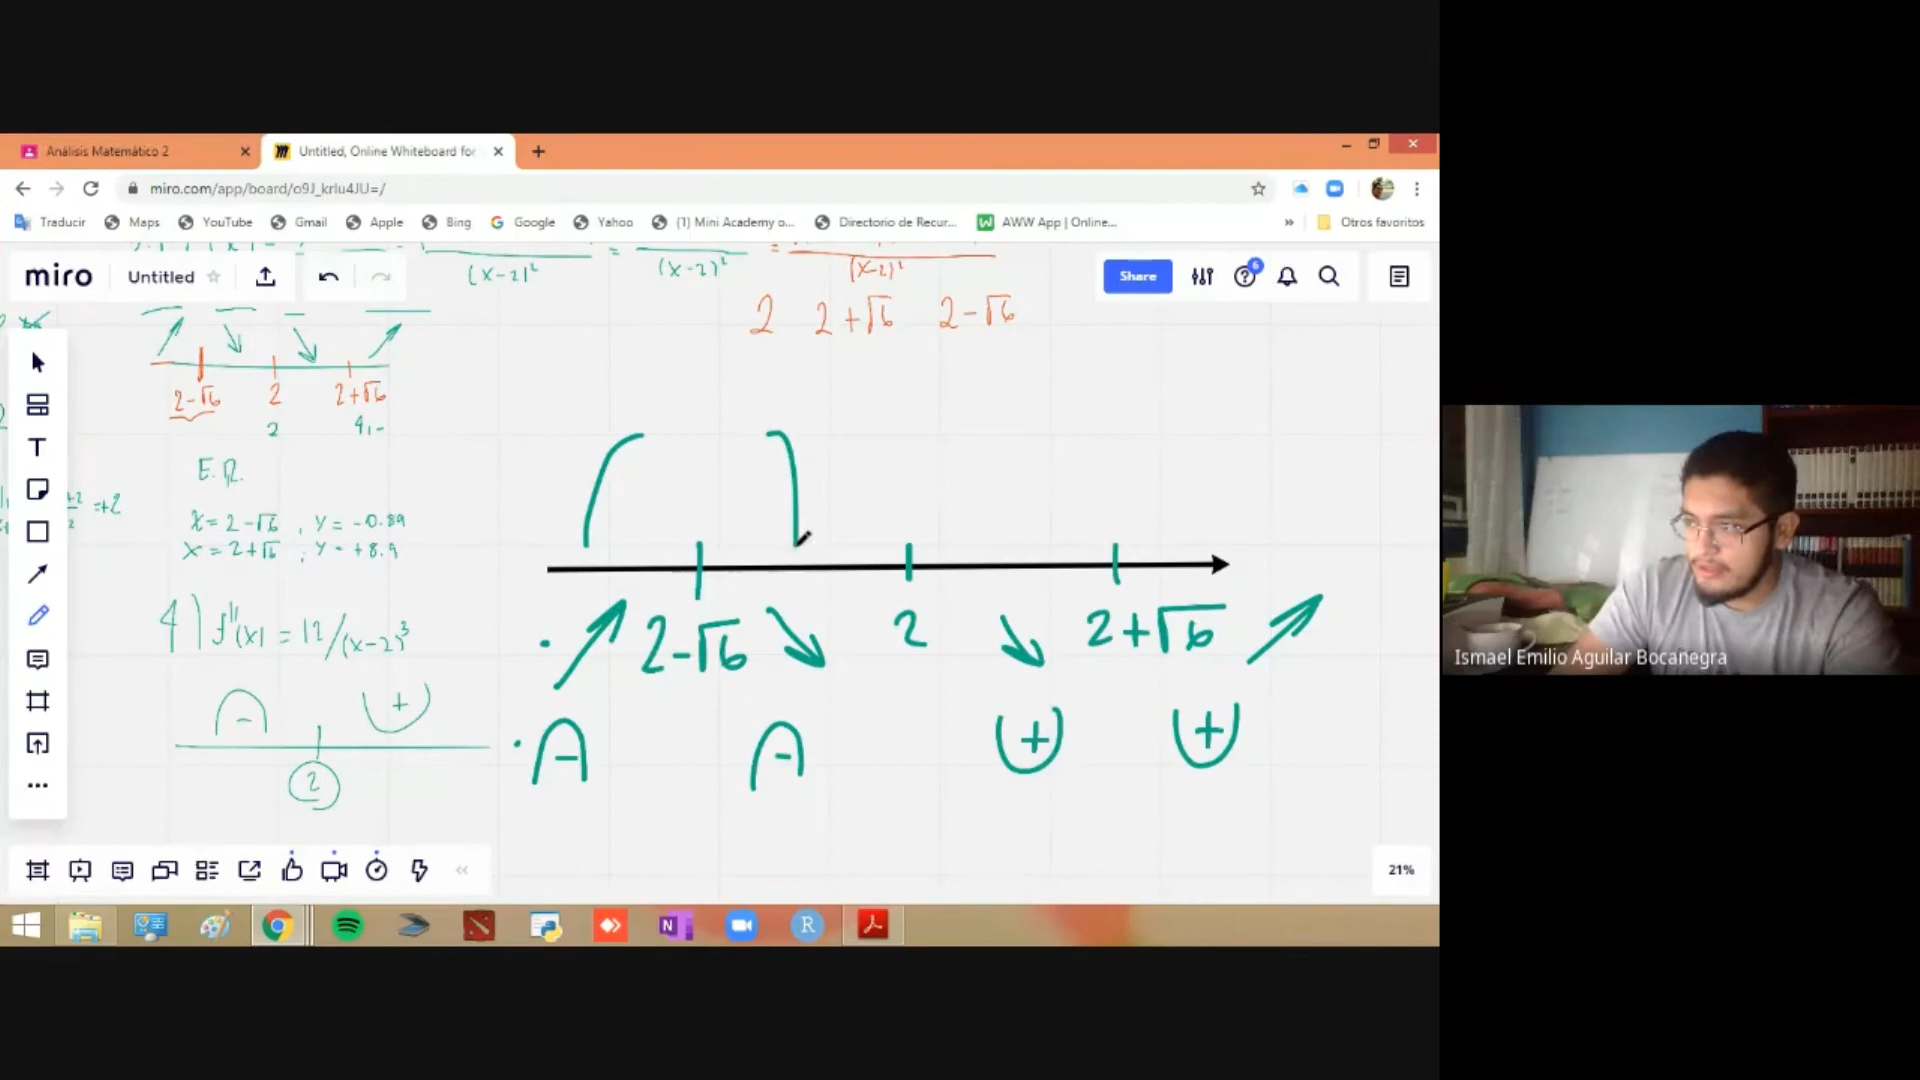 Análisis Matemático 2
Untitled, Online Whiteboard for
miro.com/app/board/o9J_krlu4JU=/
Traducir Maps YouTube Gmail Apple Bing Google Yahoo (1) Mini Academy o... Directorio de Recur... AWW App | Online... » Otros favoritos
miro Untitled
Share
6
(x-2)²
(x-2)²
=
(x-2)²
2 2+√6 2-√6
2-√6 2 2+√6
2 9,-
E.R.
=+2
x=2-√6, y=-0.89
x=2+√6; y=+8.9
4) f''(x) = 12/(x-2)³
- +
2
2-√6 2 2+√6
- - + +
T
21%
Ismael Emilio Aguilar Bocanegra